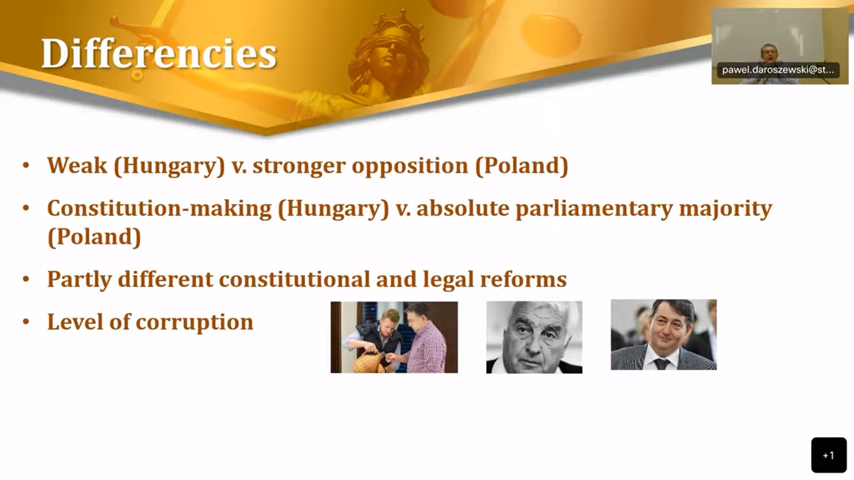 Differencies
pawel.daroszewski@st...
• Weak (Hungary) v. stronger opposition (Poland)
• Constitution-making (Hungary) v. absolute parliamentary majority
(Poland)
• Partly different constitutional and legal reforms
• Level of corruption
+1